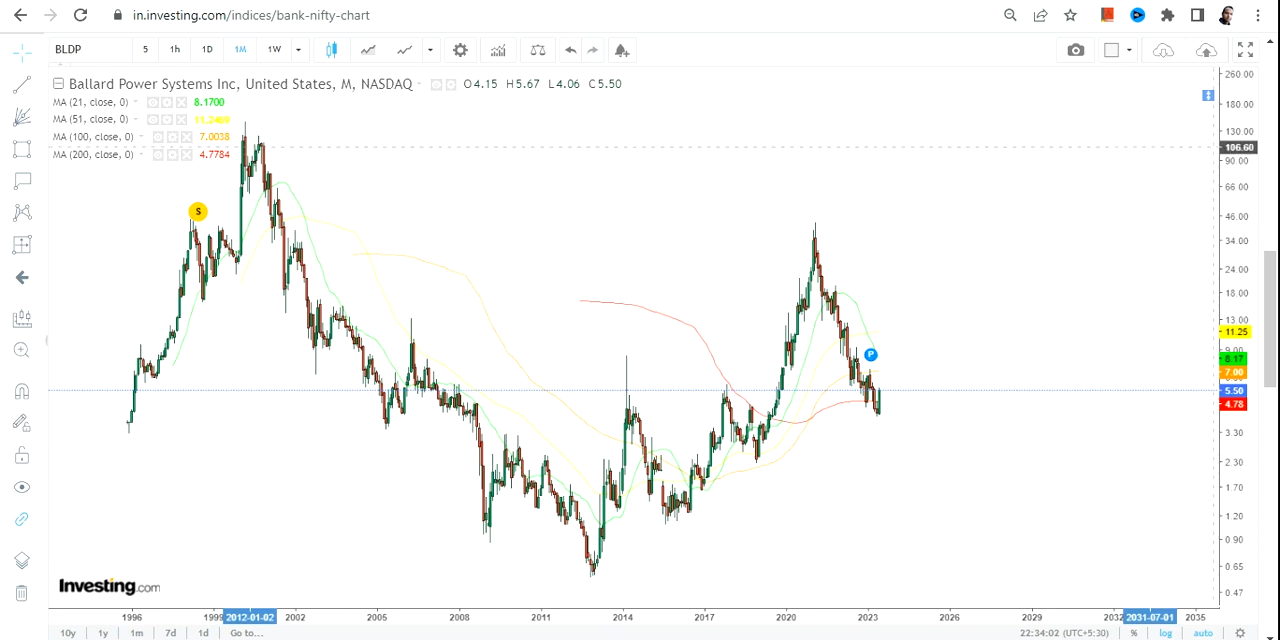 in.investing.com/indices/bank-nifty-chart
BLDP 5 1h 1D 1M 1W
Ballard Power Systems Inc, United States, M, NASDAQ O4.15 H5.67 L4.06 C5.50
MA (21, close, 0) 8.1700
MA (51, close, 0)
MA (100, close, 0) 7.0038
MA (200, close, 0) 4.7784
S
P
260.00
180.00
130.00
106.60
90.00
66.00
46.00
34.00
24.00
18.00
13.00
11.25
9.00
8.17
7.00
5.50
4.78
3.30
2.30
1.70
1.20
0.90
0.65
0.47
Investing.com
1996 1999 2012-01-02 2002 2005 2008 2011 2014 2017 2020 2023 2026 2029 2032 2031-07-01 2035
10y 1y 1m 7d 1d Go to... 22:34:02 (UTC+5:30) % log auto